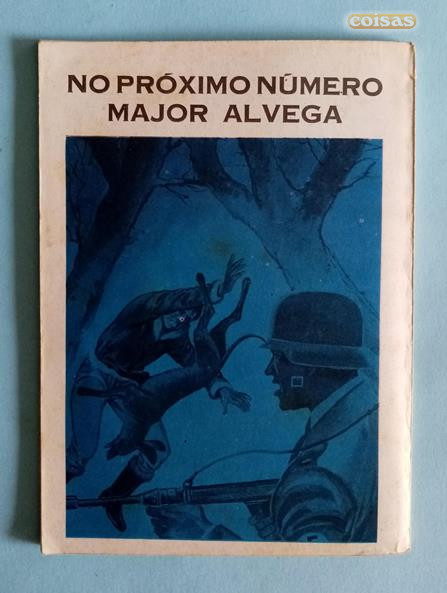 coisas
NO PRÓXIMO NÚMERO
MAJOR ALVEGA